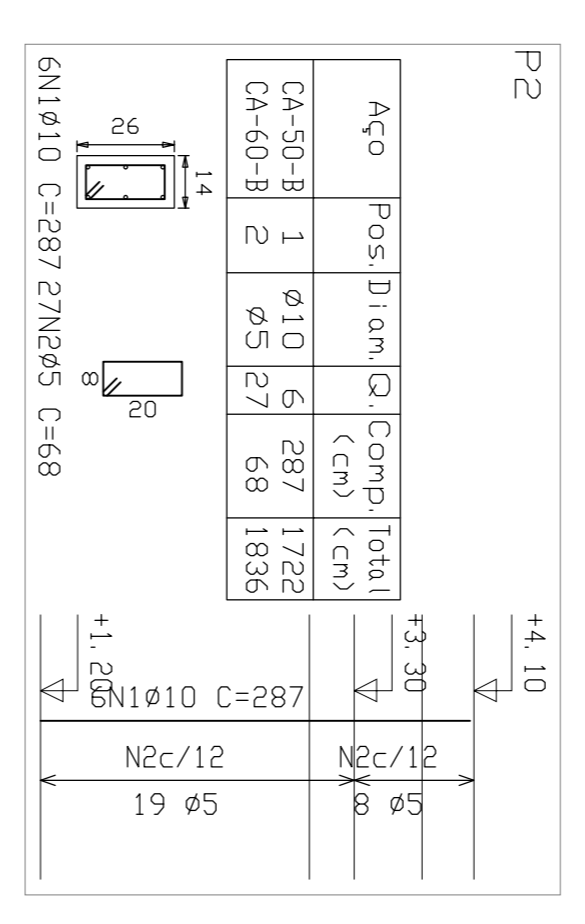 P2
Aço Pos. Diam. Q. Comp. (cm) Total (cm)
CA-50-B 1 Ø10 6 287 1722
CA-60-B 2 Ø5 27 68 1836
26
14
6N1Ø10 C=287
8
20
27N2Ø5 C=68
+1, 20
+3, 30
+4, 10
6N1Ø10 C=287
N2c/12
N2c/12
19 Ø5
8 Ø5